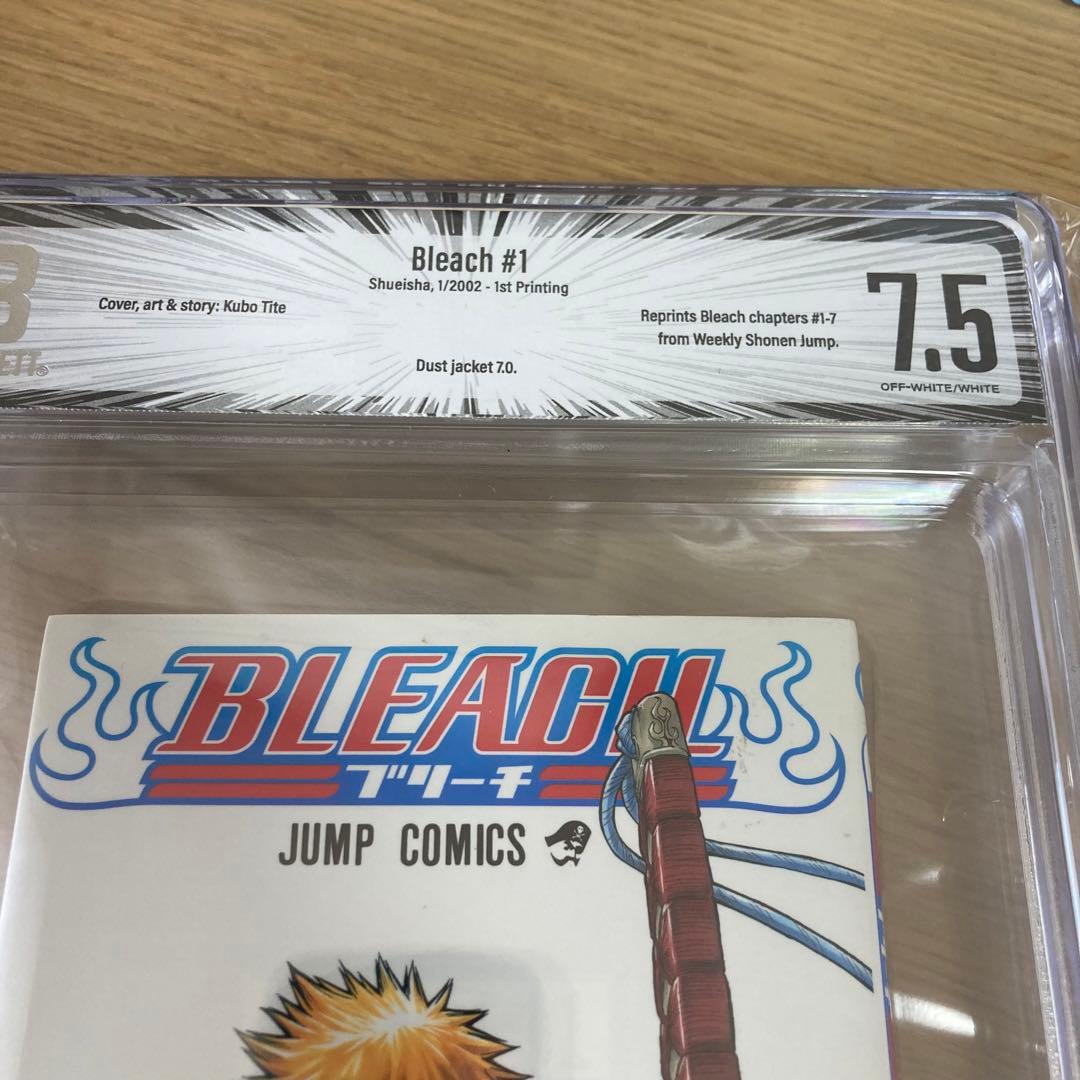 Bleach #1
Shueisha, 1/2002 - 1st Printing
Cover, art & story: Kubo Tite
Reprints Bleach chapters #1-7
from Weekly Shonen Jump.
Dust jacket 7.0.
7.5
OFF-WHITE/WHITE
BLEACH
ブリーチ
JUMP COMICS